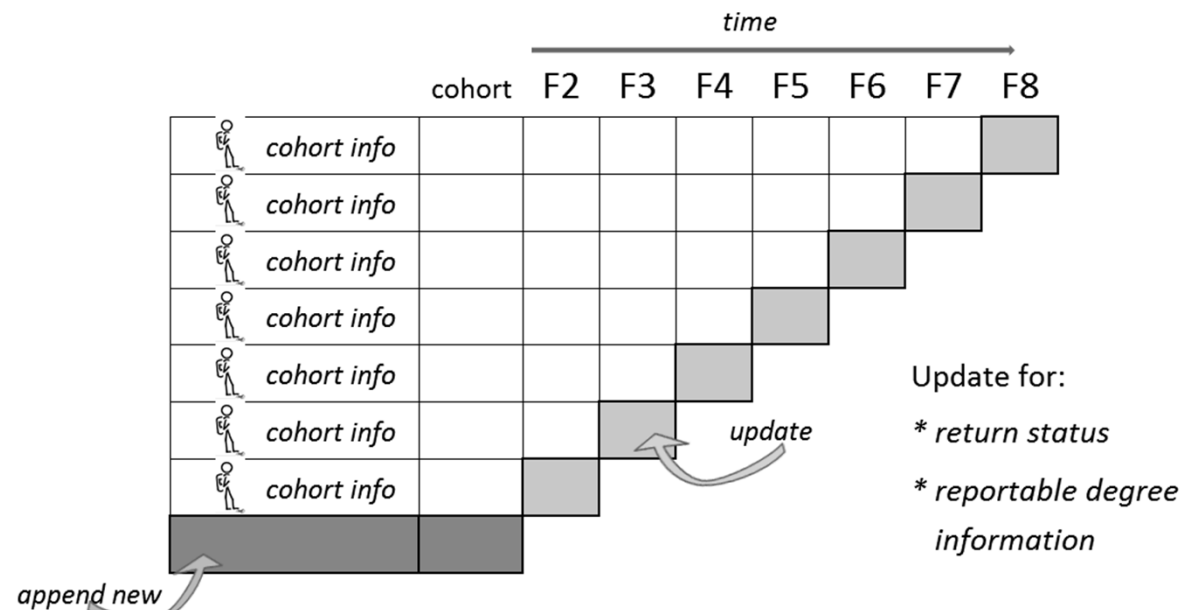 time
cohort F2 F3 F4 F5 F6 F7 F8
cohort info
cohort info
cohort info
cohort info
cohort info
cohort info
cohort info
update
Update for:
* return status
* reportable degree
information
append new